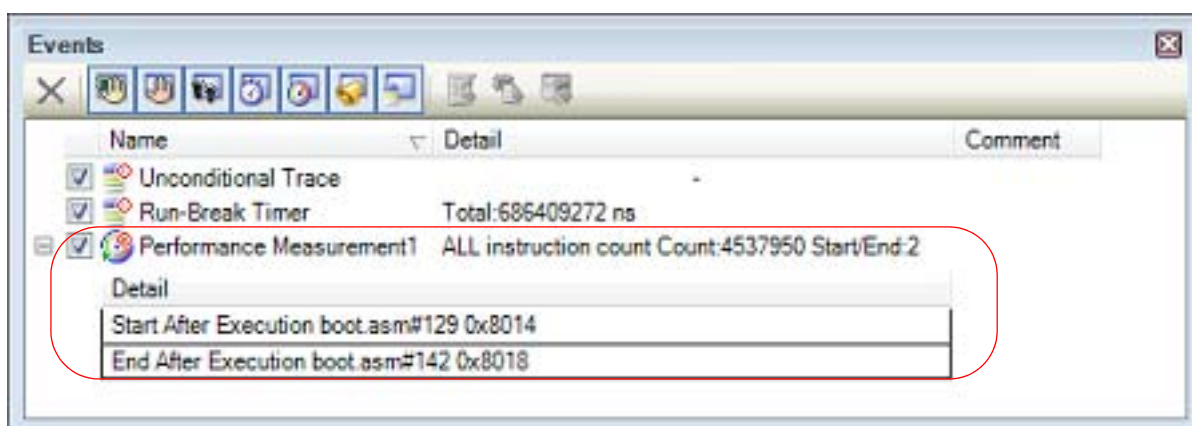 Events
Name Detail Comment
Unconditional Trace -
Run-Break Timer Total:686409272 ns
Performance Measurement1 ALL instruction count Count:4537950 Start/End:2
Detail
Start After Execution boot.asm#129 0x8014
End After Execution boot.asm#142 0x8018